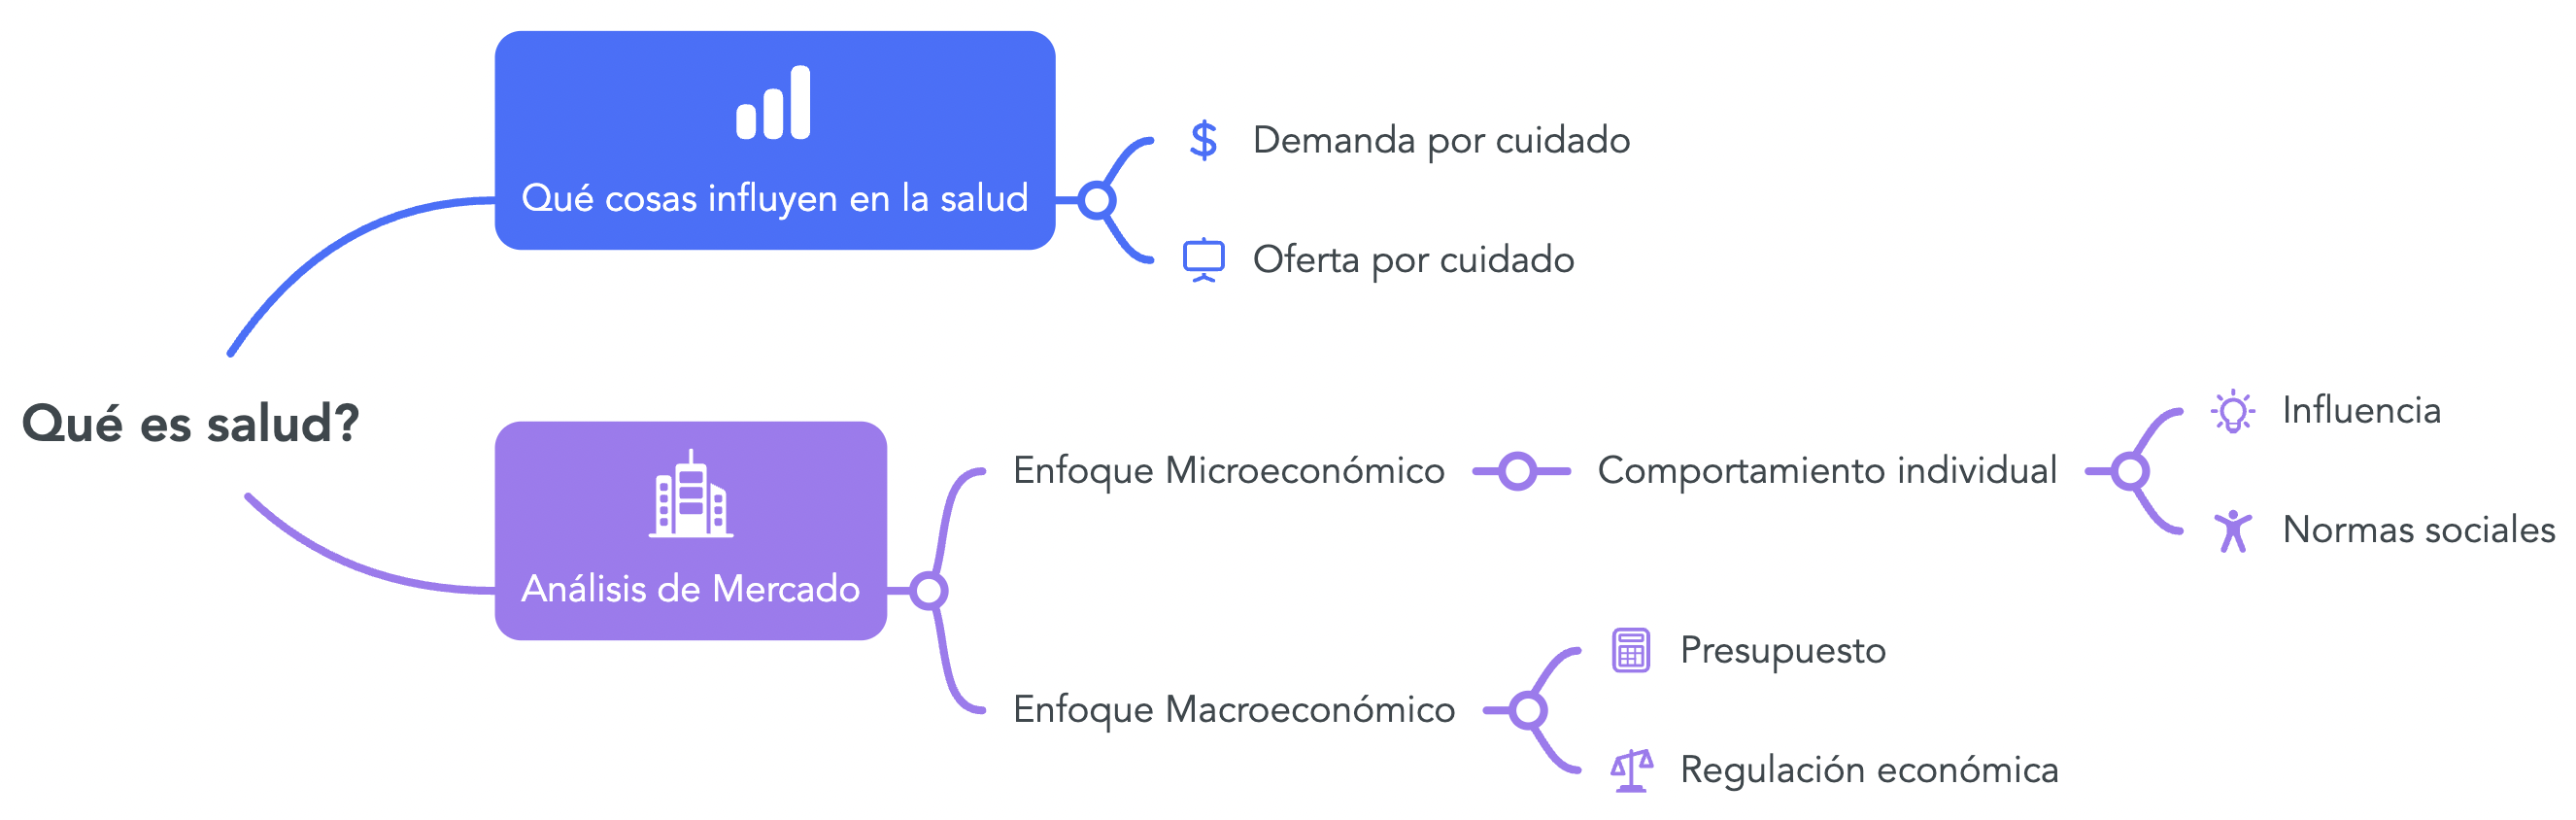 Qué es salud?
Qué cosas influyen en la salud
Demanda por cuidado
Oferta por cuidado
Análisis de Mercado
Enfoque Microeconómico
Comportamiento individual
Influencia
Normas sociales
Enfoque Macroeconómico
Presupuesto
Regulación económica